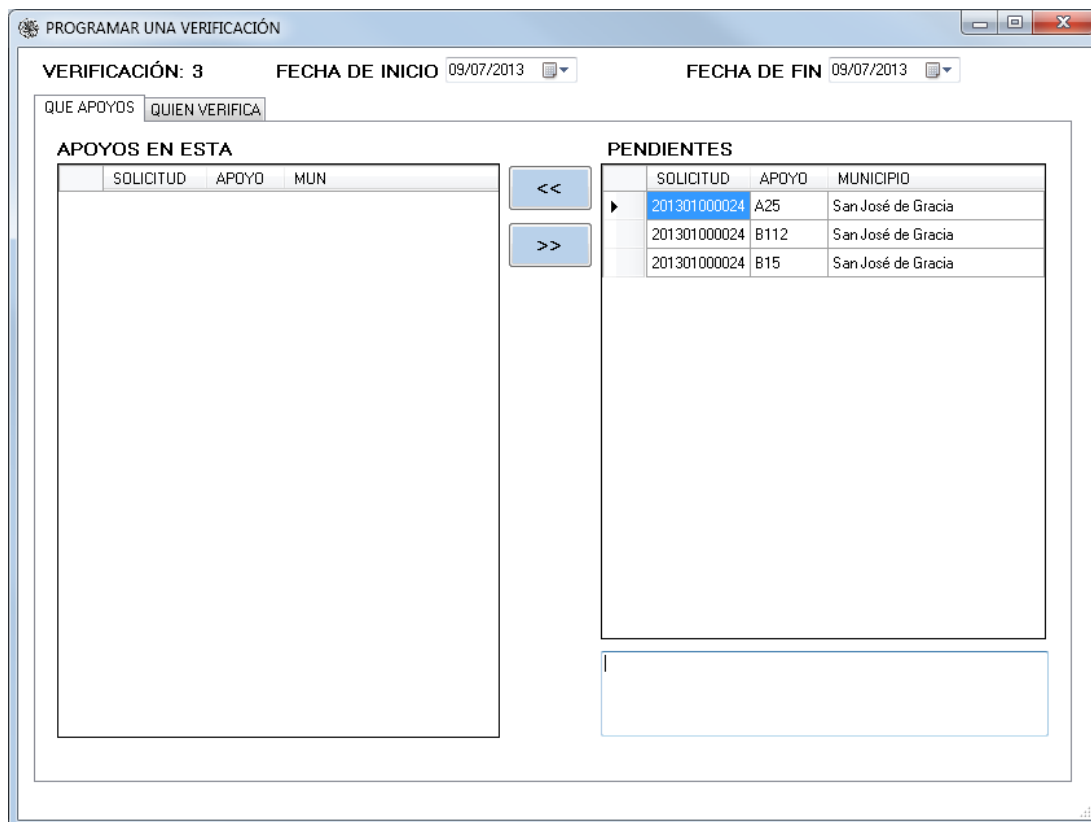 PROGRAMAR UNA VERIFICACIÓN
VERIFICACIÓN: 3 FECHA DE INICIO 09/07/2013 FECHA DE FIN 09/07/2013
QUE APOYOS QUIEN VERIFICA
APOYOS EN ESTA PENDIENTES
SOLICITUD APOYO MUN << SOLICITUD APOYO MUNICIPIO
201301000024 A25 San José de Gracia
201301000024 B112 San José de Gracia
>> 201301000024 B15 San José de Gracia